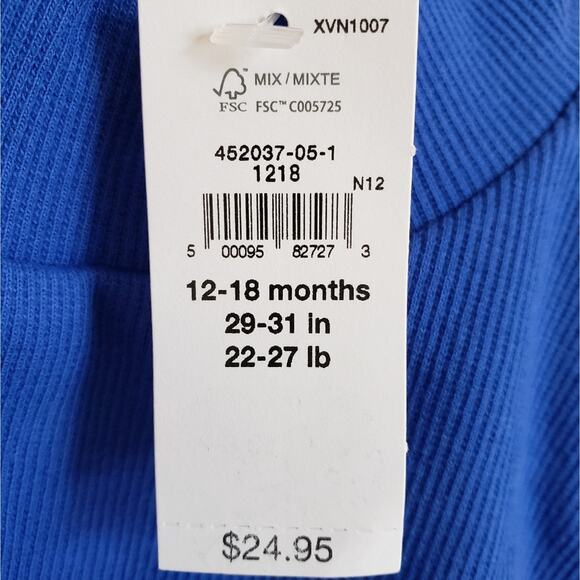 XVN1007
MIX / MIXTE
FSC FSC™ C005725
452037-05-1
1218
N12
5 00095 82727 3
12-18 months
29-31 in
22-27 lb
$24.95